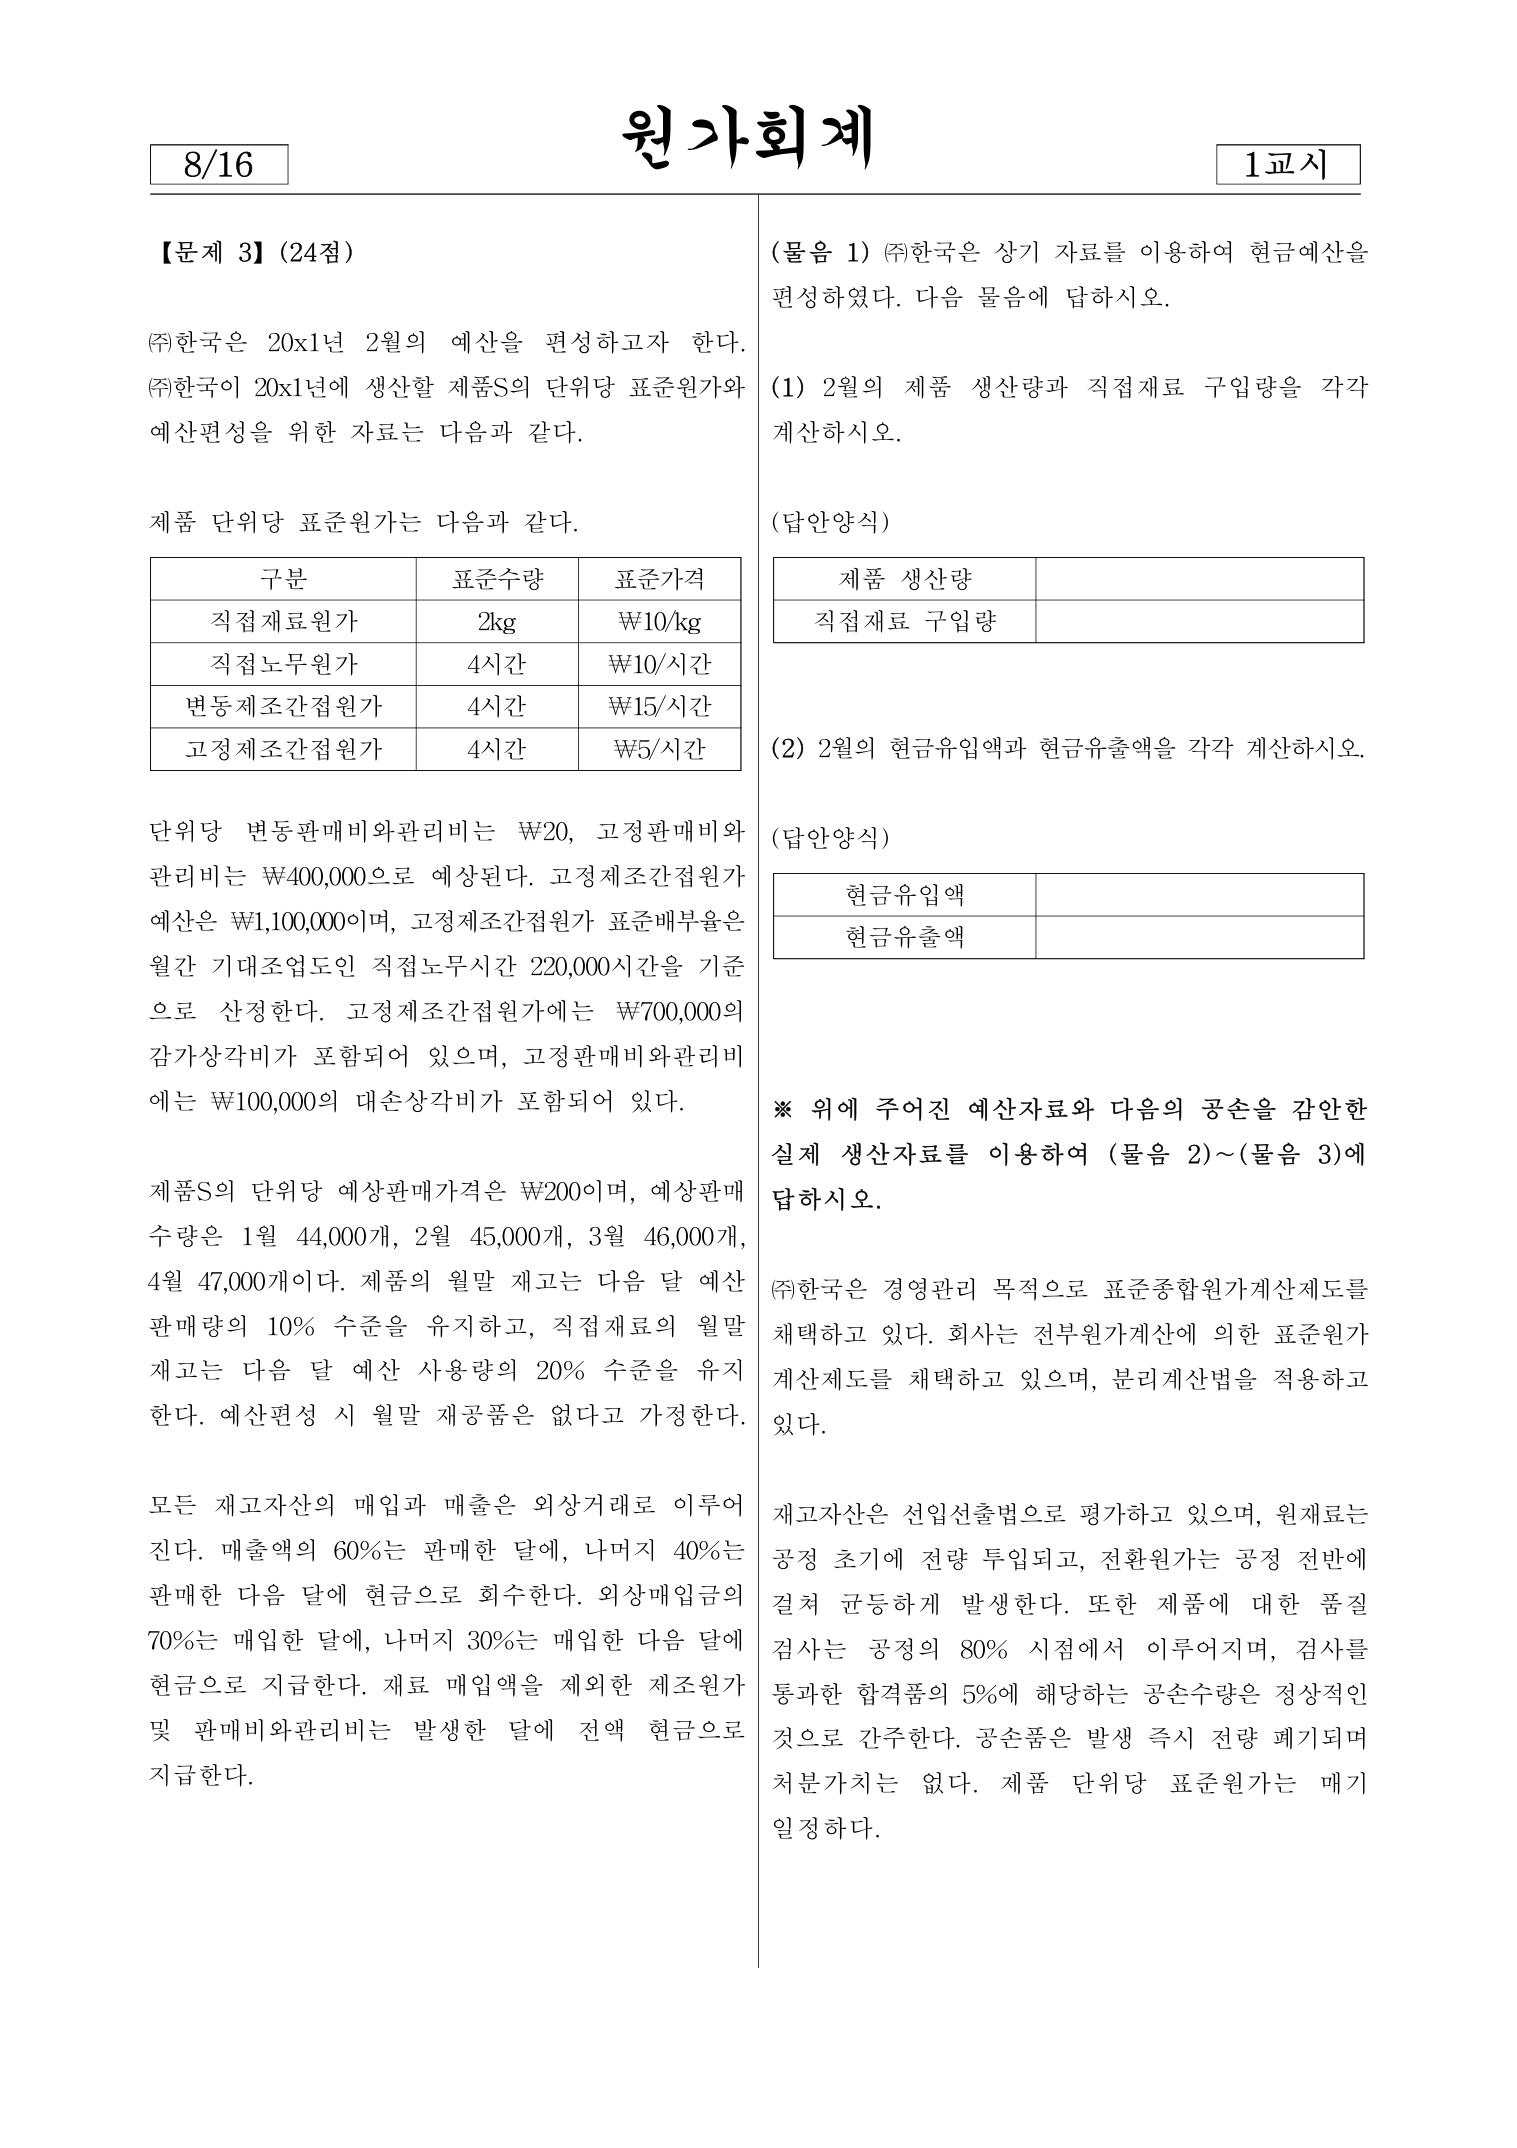 원가회계
8/16
1교시
【문제 3】(24점)
㈜한국은 20x1년 2월의 예산을 편성하고자 한다.
㈜한국이 20x1년에 생산할 제품S의 단위당 표준원가와
예산편성을 위한 자료는 다음과 같다.
제품 단위당 표준원가는 다음과 같다.
구분 표준수량 표준가격
직접재료원가 2kg ₩10/kg
직접노무원가 4시간 ₩10/시간
변동제조간접원가 4시간 ₩15/시간
고정제조간접원가 4시간 ₩5/시간
단위당 변동판매비와관리비는 ₩20, 고정판매비와
관리비는 ₩400,000으로 예상된다. 고정제조간접원가
예산은 ₩1,100,000이며, 고정제조간접원가 표준배부율은
월간 기대조업도인 직접노무시간 220,000시간을 기준
으로 산정한다. 고정제조간접원가에는 ₩700,000의
감가상각비가 포함되어 있으며, 고정판매비와관리비
에는 ₩100,000의 대손상각비가 포함되어 있다.
제품S의 단위당 예상판매가격은 ₩200이며, 예상판매
수량은 1월 44,000개, 2월 45,000개, 3월 46,000개,
4월 47,000개이다. 제품의 월말 재고는 다음 달 예산
판매량의 10% 수준을 유지하고, 직접재료의 월말
재고는 다음 달 예산 사용량의 20% 수준을 유지
한다. 예산편성 시 월말 재공품은 없다고 가정한다.
모든 재고자산의 매입과 매출은 외상거래로 이루어
진다. 매출액의 60%는 판매한 달에, 나머지 40%는
판매한 다음 달에 현금으로 회수한다. 외상매입금의
70%는 매입한 달에, 나머지 30%는 매입한 다음 달에
현금으로 지급한다. 재료 매입액을 제외한 제조원가
및 판매비와관리비는 발생한 달에 전액 현금으로
지급한다.
(물음 1) ㈜한국은 상기 자료를 이용하여 현금예산을
편성하였다. 다음 물음에 답하시오.
(1) 2월의 제품 생산량과 직접재료 구입량을 각각
계산하시오.
(답안양식)
제품 생산량
직접재료 구입량
(2) 2월의 현금유입액과 현금유출액을 각각 계산하시오.
(답안양식)
현금유입액
현금유출액
※ 위에 주어진 예산자료와 다음의 공손을 감안한
실제 생산자료를 이용하여 (물음 2)~(물음 3)에
답하시오.
㈜한국은 경영관리 목적으로 표준종합원가계산제도를
채택하고 있다. 회사는 전부원가계산에 의한 표준원가
계산제도를 채택하고 있으며, 분리계산법을 적용하고
있다.
재고자산은 선입선출법으로 평가하고 있으며, 원재료는
공정 초기에 전량 투입되고, 전환원가는 공정 전반에
걸쳐 균등하게 발생한다. 또한 제품에 대한 품질
검사는 공정의 80% 시점에서 이루어지며, 검사를
통과한 합격품의 5%에 해당하는 공손수량은 정상적인
것으로 간주한다. 공손품은 발생 즉시 전량 폐기되며
처분가치는 없다. 제품 단위당 표준원가는 매기
일정하다.